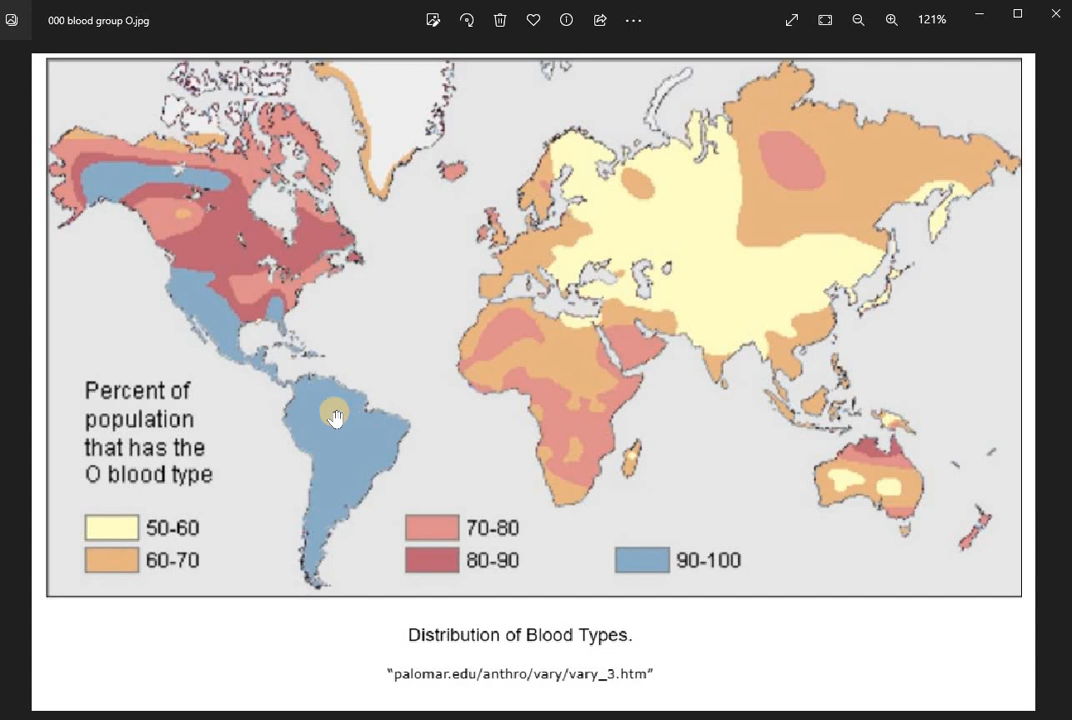 000 blood group O.jpg
121%
Percent of
population
that has the
O blood type
50-60
60-70
70-80
80-90
90-100
Distribution of Blood Types.
“palomar.edu/anthro/vary/vary_3.htm”